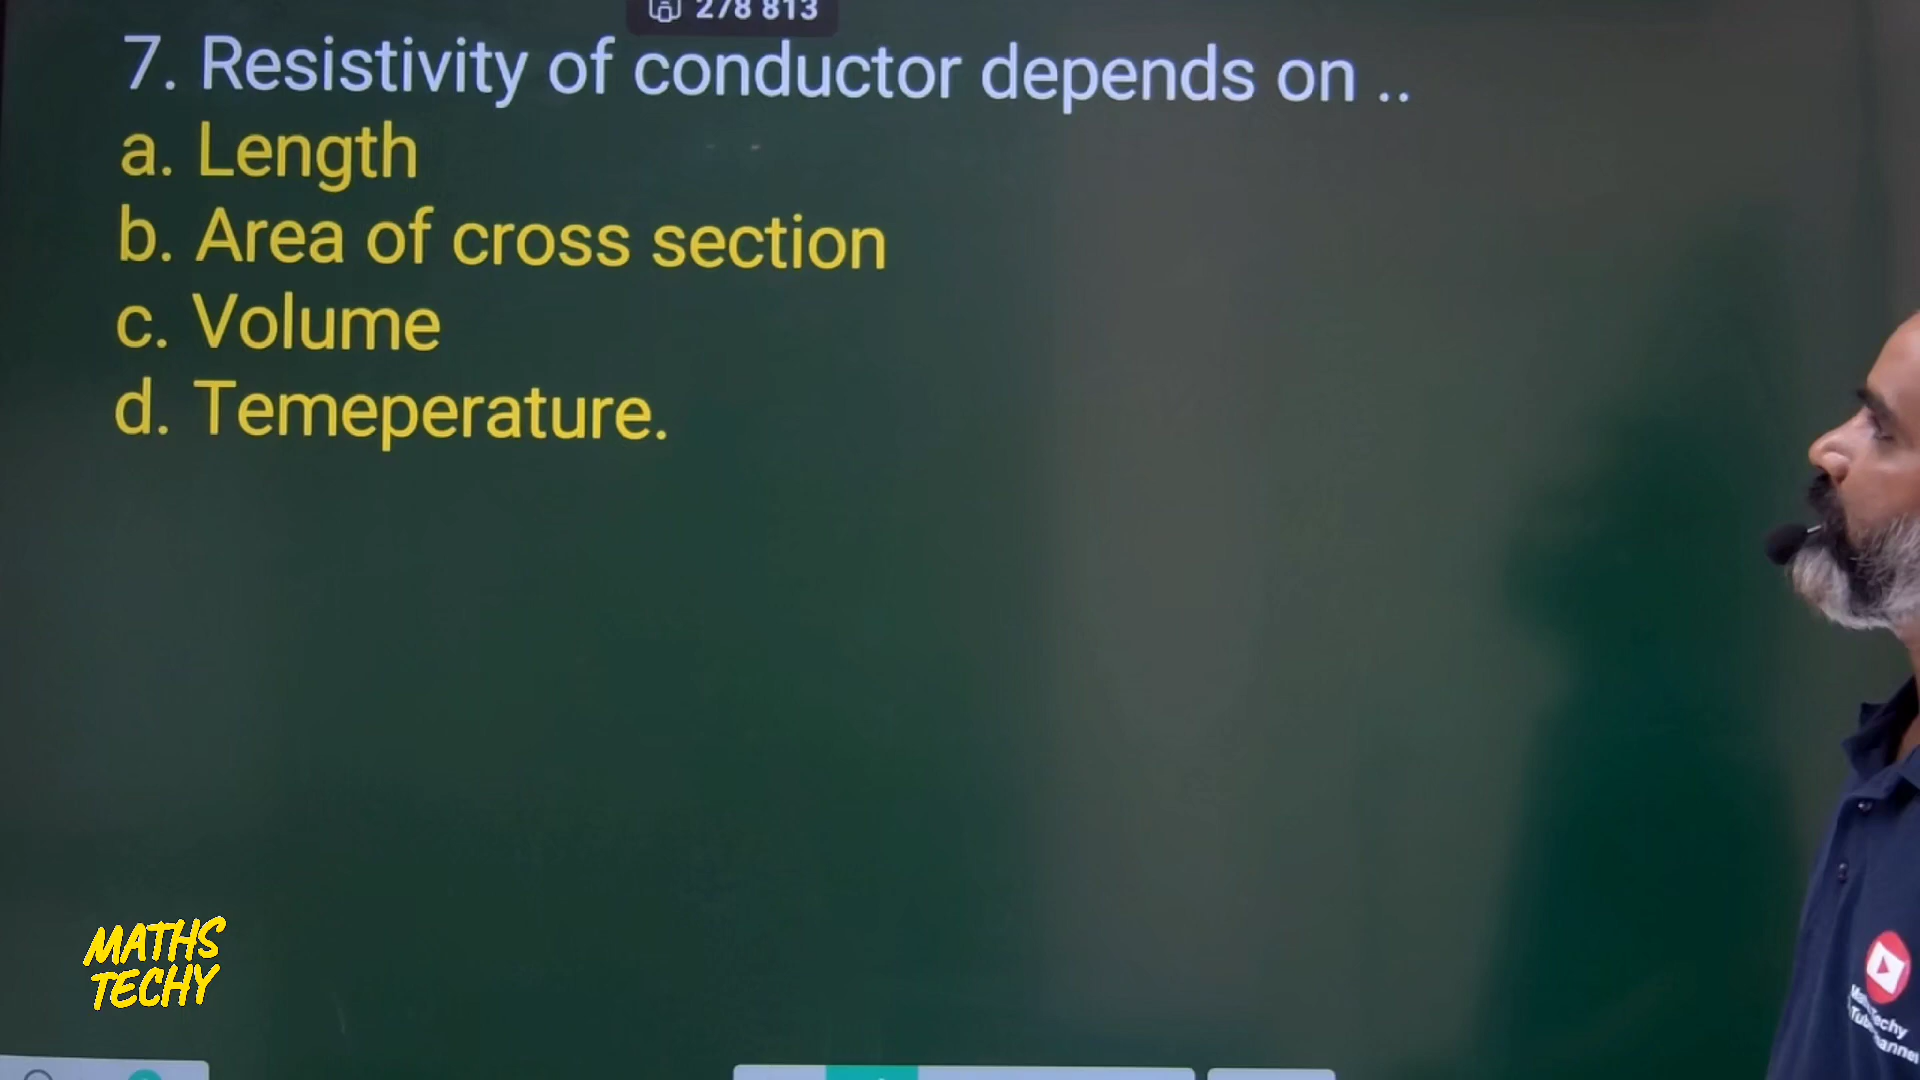 278 813
7. Resistivity of conductor depends on ..
a. Length
b. Area of cross section
c. Volume
d. Temeperature.
MATHS
TECHY